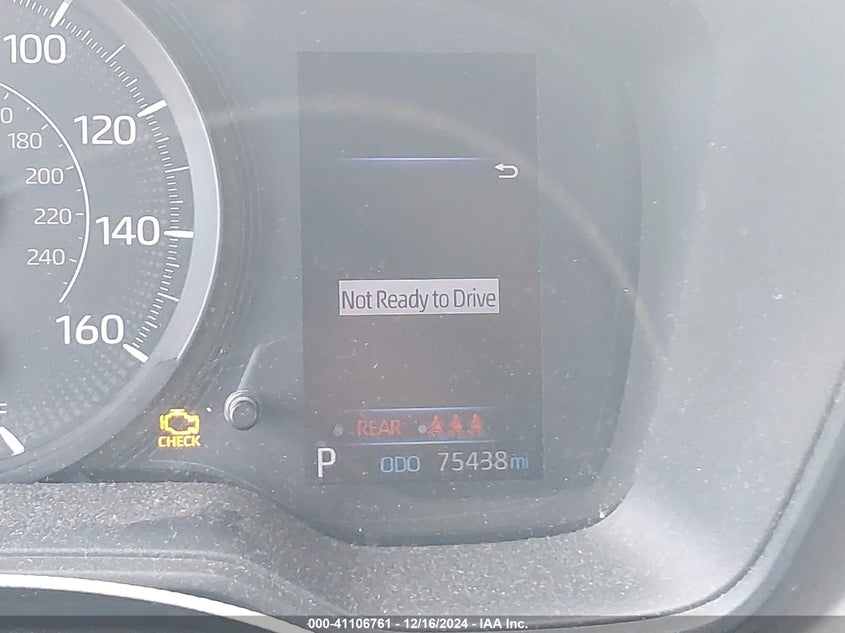 100
120
140
160
180
200
220
240
Not Ready to Drive
CHECK
REAR
P ODO 75438 mi
000-41106761 - 12/16/2024 - IAA Inc.